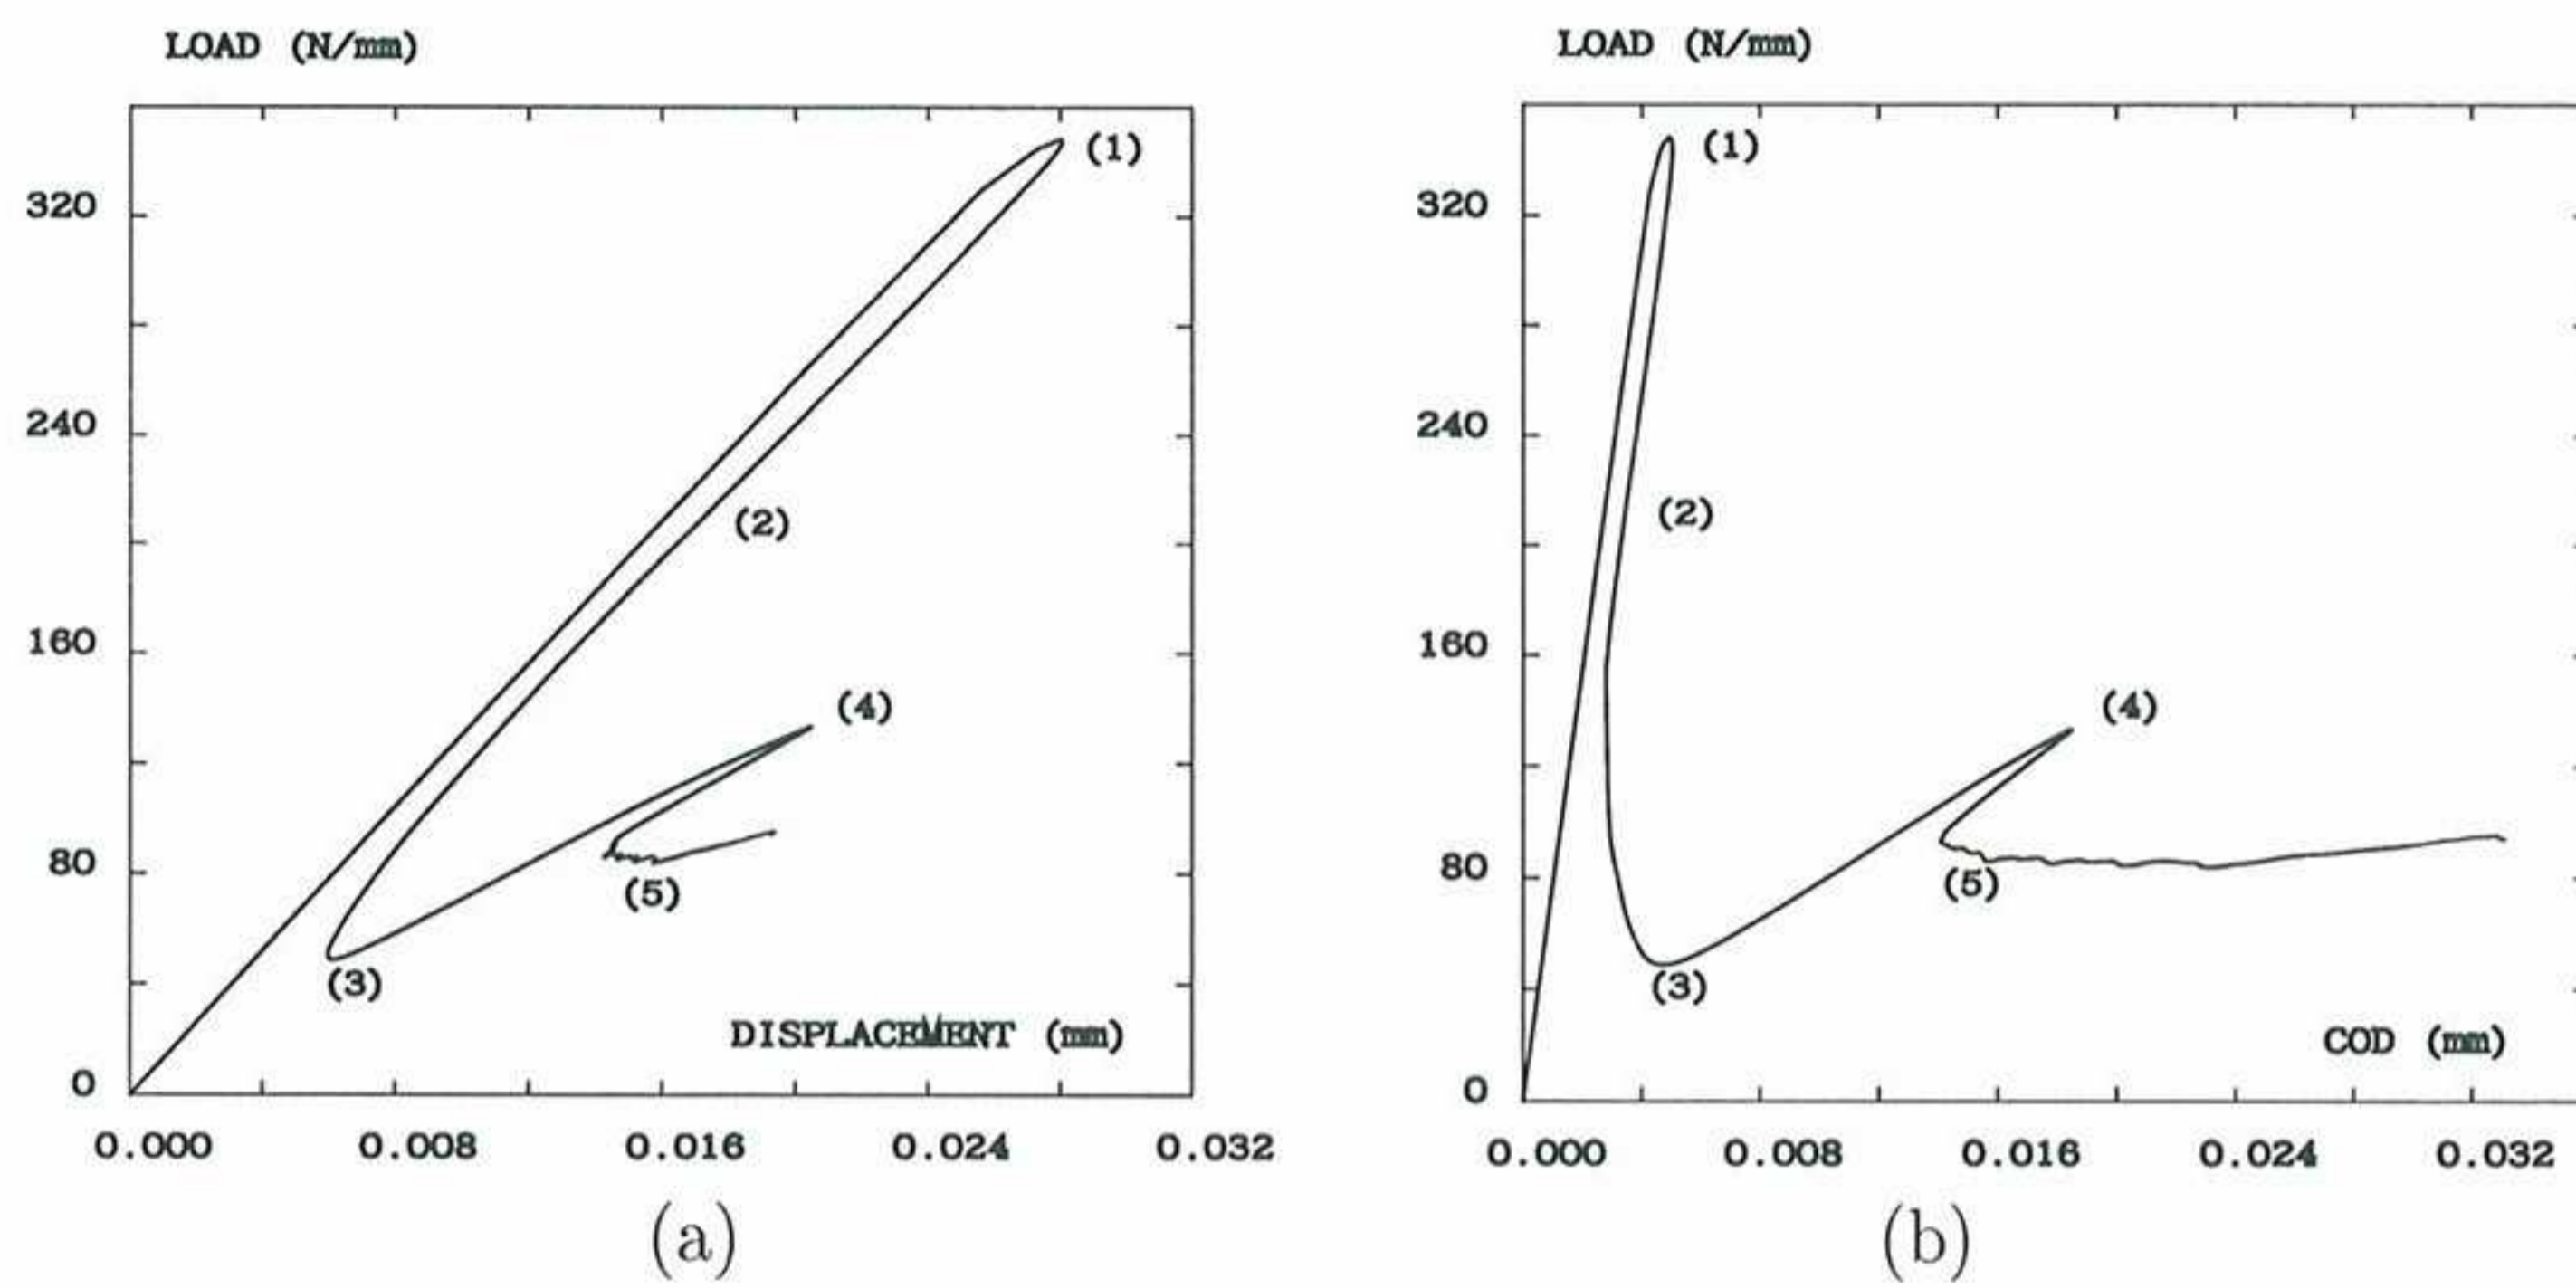 LOAD (N/mm)
320
240
160
80
0
(1)
(2)
(3)
(4)
(5)
DISPLACEMENT (mm)
0.000 0.008 0.016 0.024 0.032
(a)
LOAD (N/mm)
320
240
160
80
0
(1)
(2)
(3)
(4)
(5)
COD (mm)
0.000 0.008 0.016 0.024 0.032
(b)